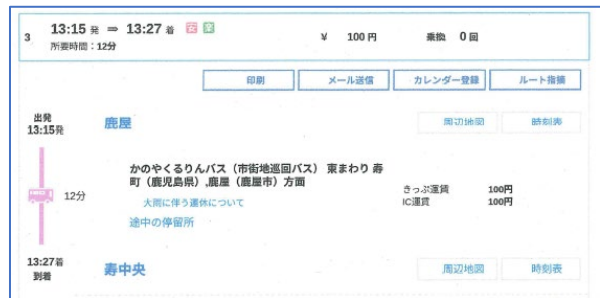 3 13:15 発 ⇒ 13:27 着 安 楽 ¥ 100 円 乗換 0 回
所要時間：12分
印刷 メール送信 カレンダー登録 ルート指摘
出発
13:15発 鹿屋 周辺地図 時刻表
かのやくるりんバス（市街地巡回バス） 東まわり 寿
町（鹿児島県）,鹿屋（鹿屋市）方面
12分 きっぷ運賃 100円
大雨に伴う運休について IC運賃 100円
途中の停留所
13:27着 寿中央 周辺地図 時刻表
到着